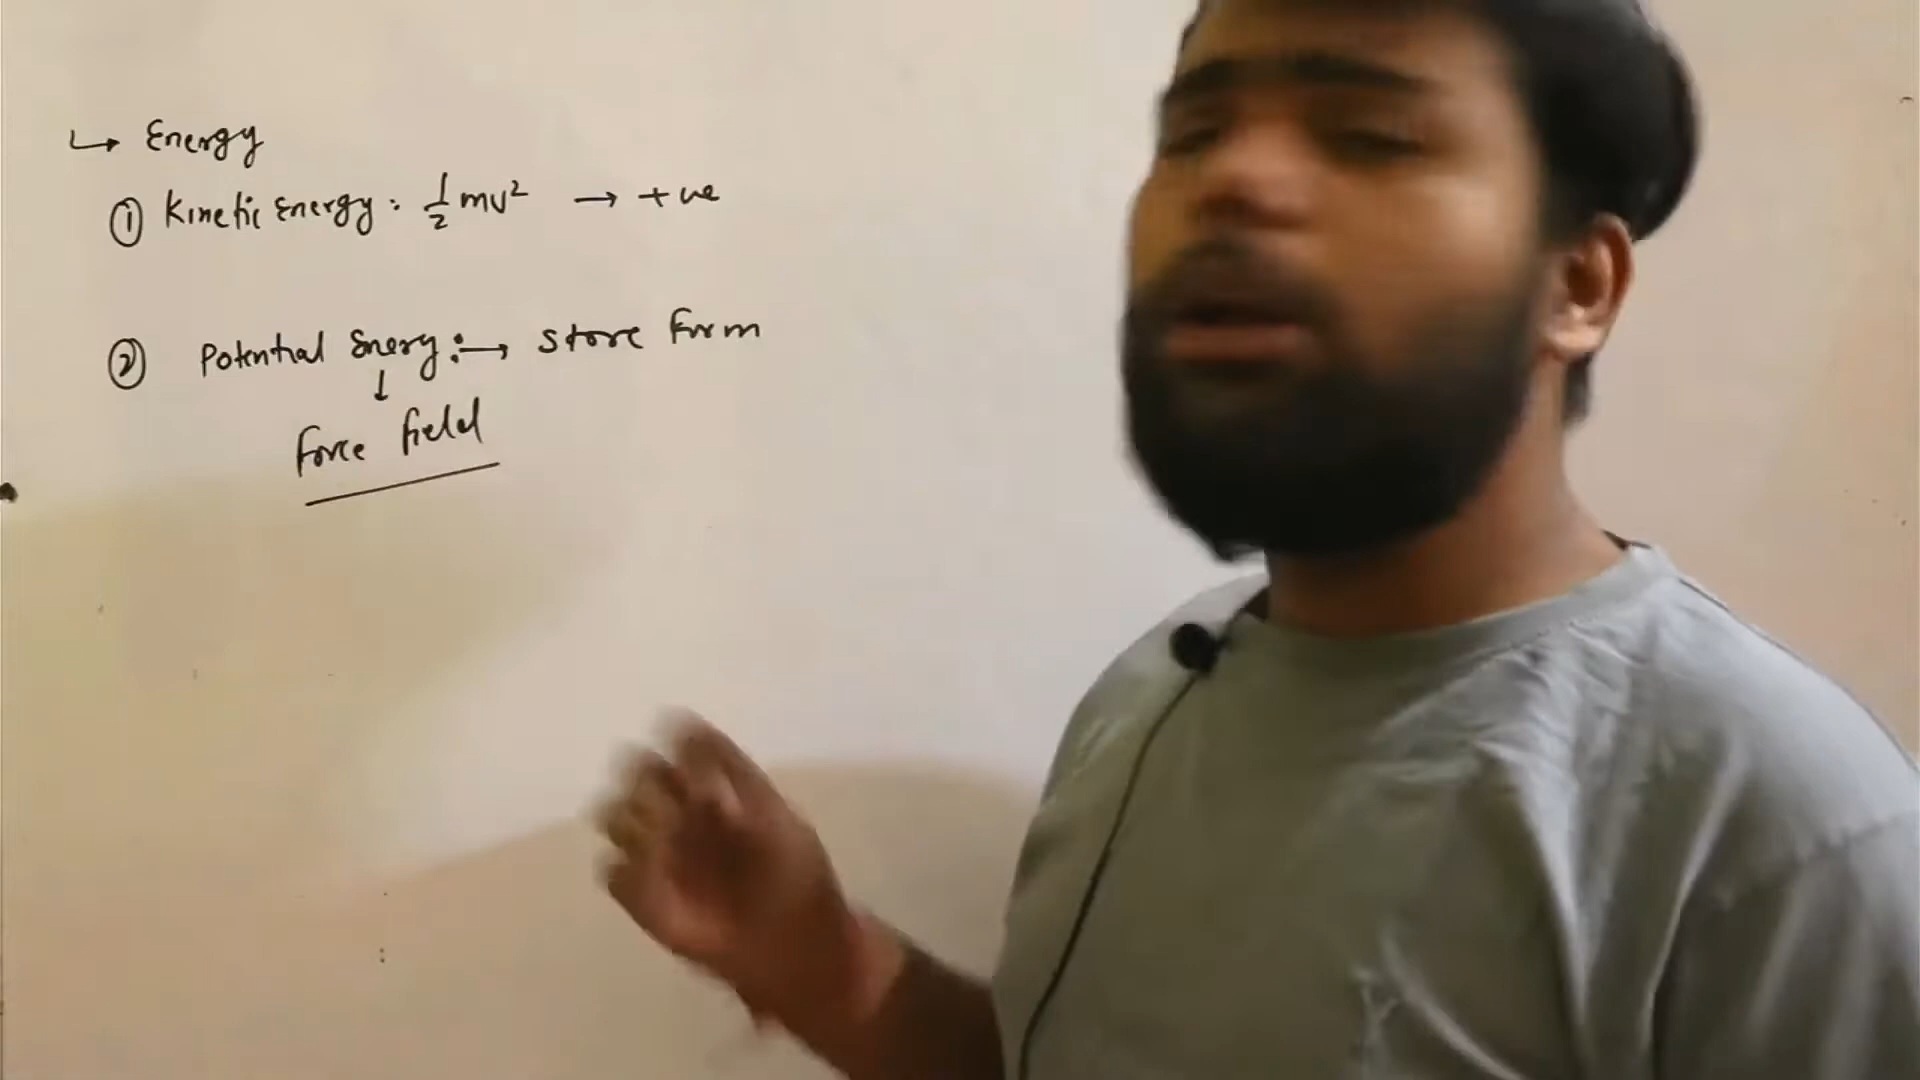 ↳ Energy
① Kinetic Energy: ½mv² → +ve
② Potential Energy:→ Store Form
↓
Force field